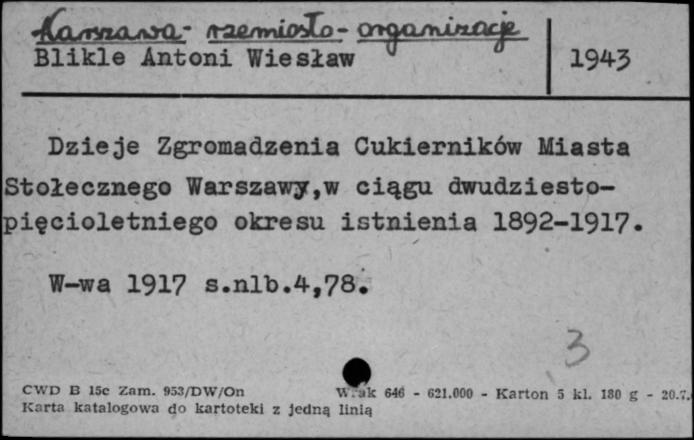 Warszawa- rzemiosło- organizacje
Blikle Antoni Wiesław
1943
Dzieje Zgromadzenia Cukierników Miasta
Stołecznego Warszawy,w ciągu dwudziesto-
pięcioletniego okresu istnienia 1892-1917.
W-wa 1917 s.nlb.4,78.
3
CWD B 15c Zam. 953/DW/On W.ak 646 - 621.000 - Karton 5 kl. 180 g - 20.7.
Karta katalogowa do kartoteki z jedną linią